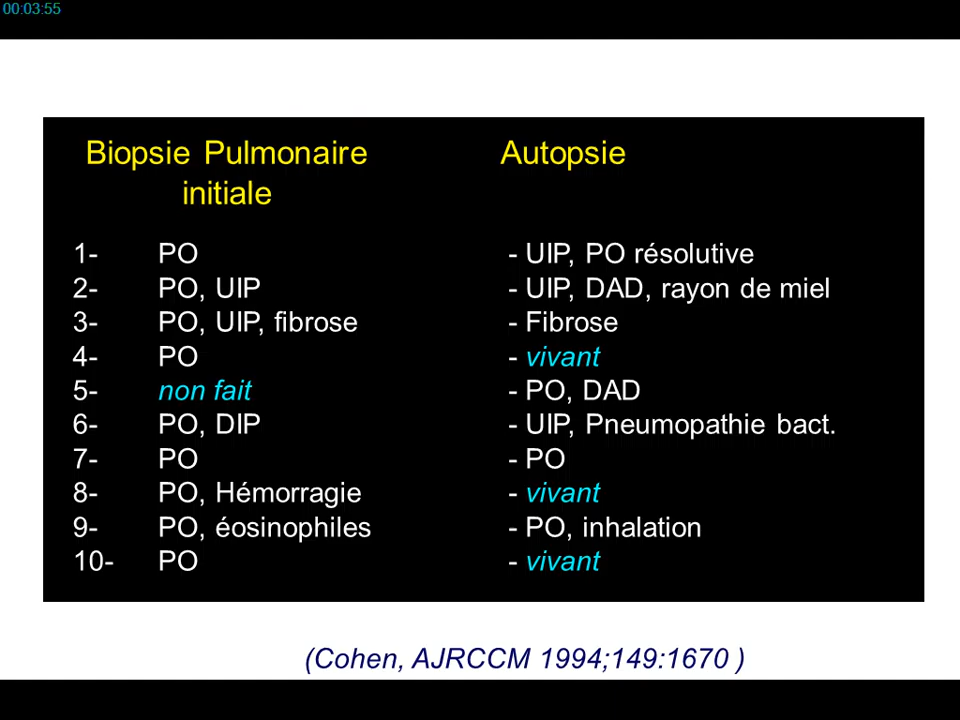 00:03:55
Biopsie Pulmonaire Autopsie
initiale
1- PO - UIP, PO résolutive
2- PO, UIP - UIP, DAD, rayon de miel
3- PO, UIP, fibrose - Fibrose
4- PO - vivant
5- non fait - PO, DAD
6- PO, DIP - UIP, Pneumopathie bact.
7- PO - PO
8- PO, Hémorragie - vivant
9- PO, éosinophiles - PO, inhalation
10- PO - vivant
(Cohen, AJRCCM 1994;149:1670 )